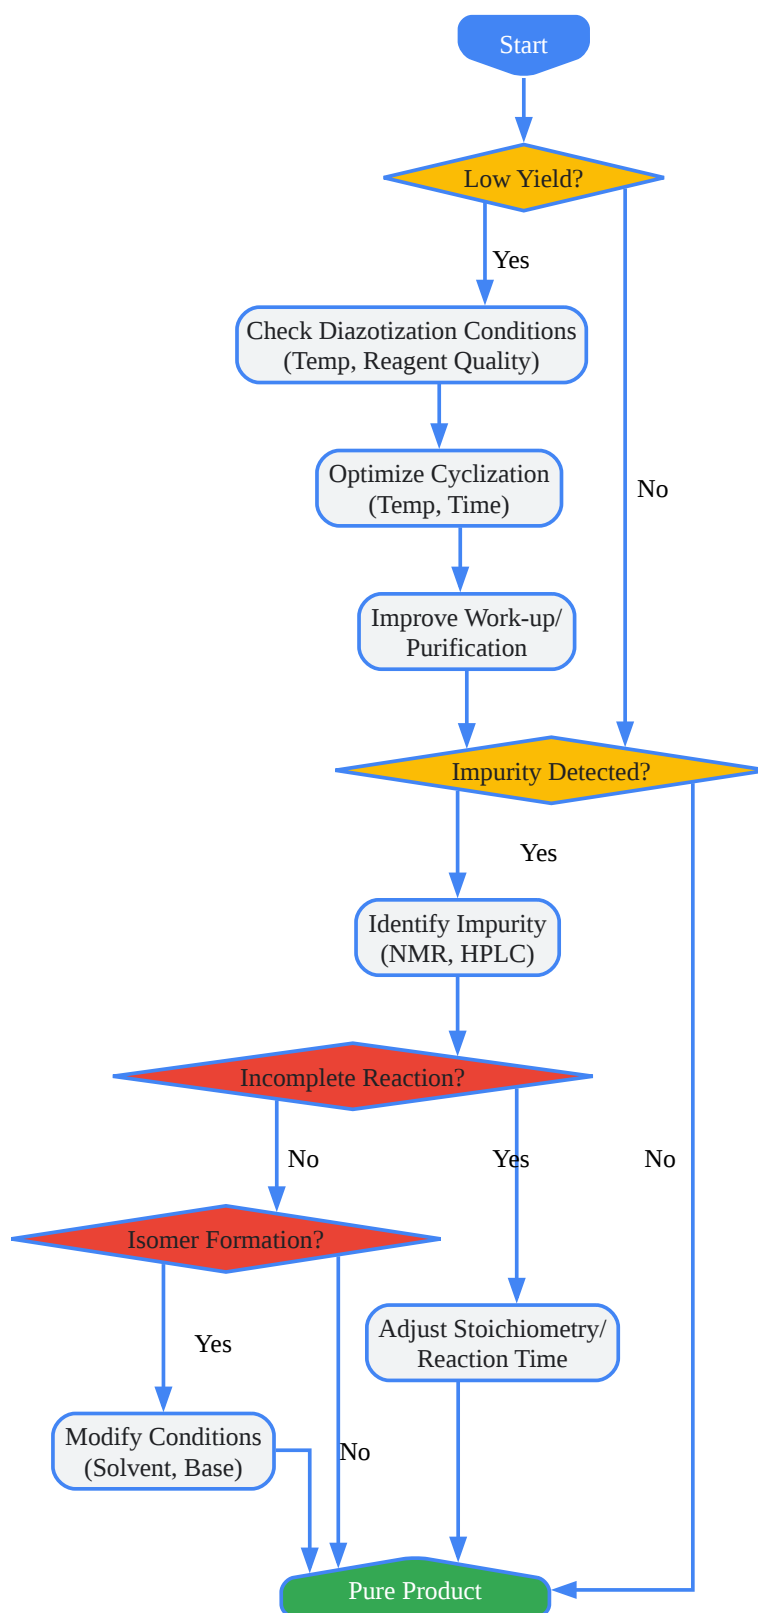 Start
Low Yield?
Yes
Check Diazotization Conditions
(Temp, Reagent Quality)
Optimize Cyclization
(Temp, Time)
No
Improve Work-up/
Purification
Impurity Detected?
Yes
Identify Impurity
(NMR, HPLC)
Incomplete Reaction?
No
Yes
No
Isomer Formation?
Yes
Adjust Stoichiometry/
Reaction Time
Modify Conditions
(Solvent, Base)
No
Pure Product